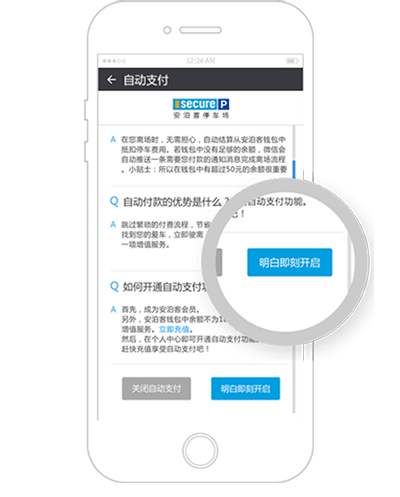 12:24 AM
自动支付
isecure P
安泊客停车场
A 在您离场时，无需担心，自动结算从安泊客钱包中
抵扣停车费用。若钱包中没有足够的余额，微信会
自动推送一条需要您付款的通知消息完成离场流程
。小贴士：所以在钱包中有超过50元的余额很重要
Q 自动付款的优势是什么？
自动支付功能。
吧！
A 跳过繁琐的付费流程，节省
找到您的爱车，立即驶离
一项增值服务。
明白即刻开启
Q 如何开通自动支付功
A 首先，成为安泊客会员。
另外，安泊客钱包中余额不为
增值服务。立即充值。
然后，在个人中心即可开通自动支付功能
赶快充值享受自动支付吧！
关闭自动支付
明白即刻开启